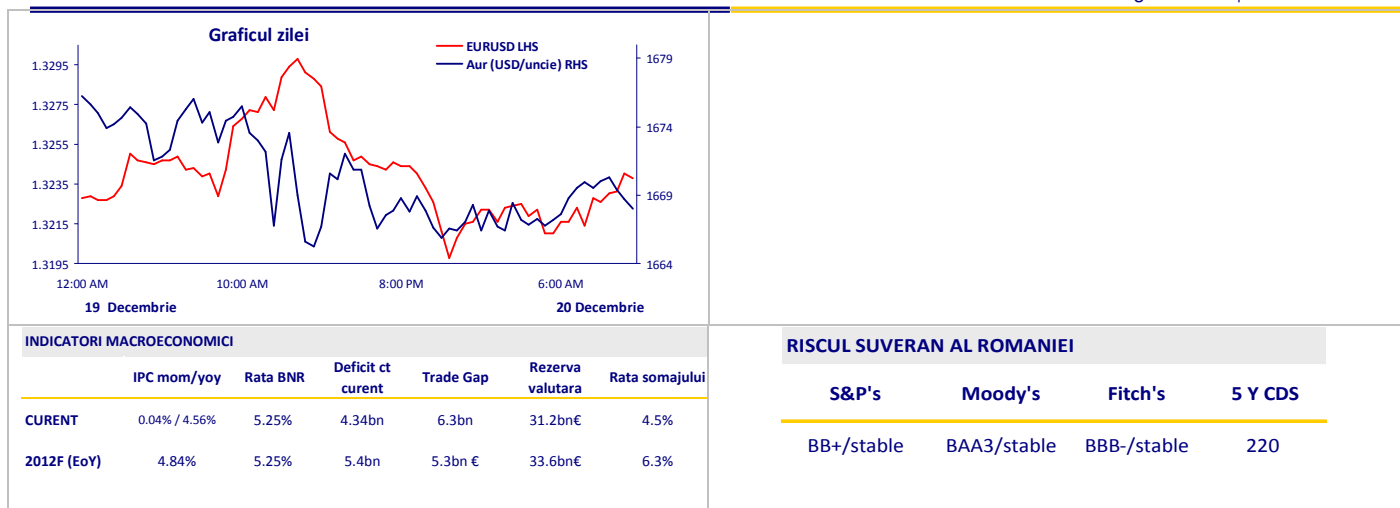 Graficul zilei
EURUSD LHS
Aur (USD/uncie) RHS
1.3295
1.3275
1.3255
1.3235
1.3215
1.3195
1679
1674
1669
1664
12:00 AM 10:00 AM 8:00 PM 6:00 AM
19 Decembrie 20 Decembrie
INDICATORI MACROECONOMICI
IPC mom/yoy Rata BNR Deficit ct curent Trade Gap Rezerva valutara Rata somajului
CURENT 0.04% / 4.56% 5.25% 4.34bn 6.3bn 31.2bn€ 4.5%
2012F (EoY) 4.84% 5.25% 5.4bn 5.3bn € 33.6bn€ 6.3%
RISCUL SUVERAN AL ROMANIEI
S&P's Moody's Fitch's 5 Y CDS
BB+/stable BAA3/stable BBB-/stable 220